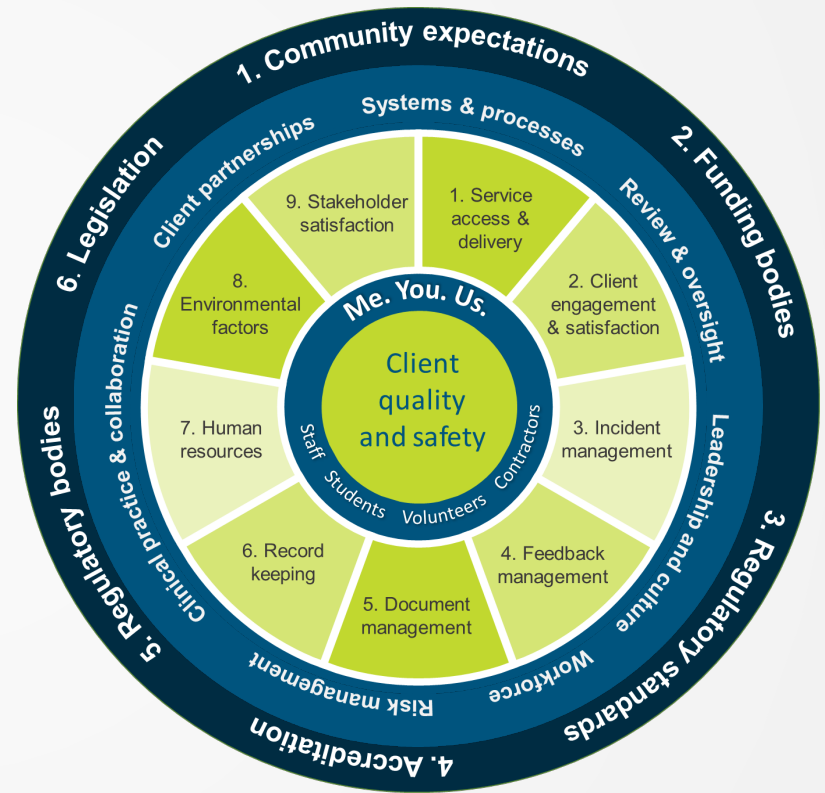 1. Community expectations
2. Funding bodies
3. Regulatory standards
4. Accreditation
5. Regulatory bodies
6. Legislation
Systems & processes
Review & oversight
Leadership and culture
Workforce
Risk management
Clinical practice & collaboration
Client partnerships
1. Service
access &
delivery
2. Client
engagement
& satisfaction
3. Incident
management
4. Feedback
management
5. Document
management
6. Record
keeping
7. Human
resources
8.
Environmental
factors
9. Stakeholder
satisfaction
Me. You. Us.
Client
quality
and safety
Staff
Students
Volunteers
Contractors